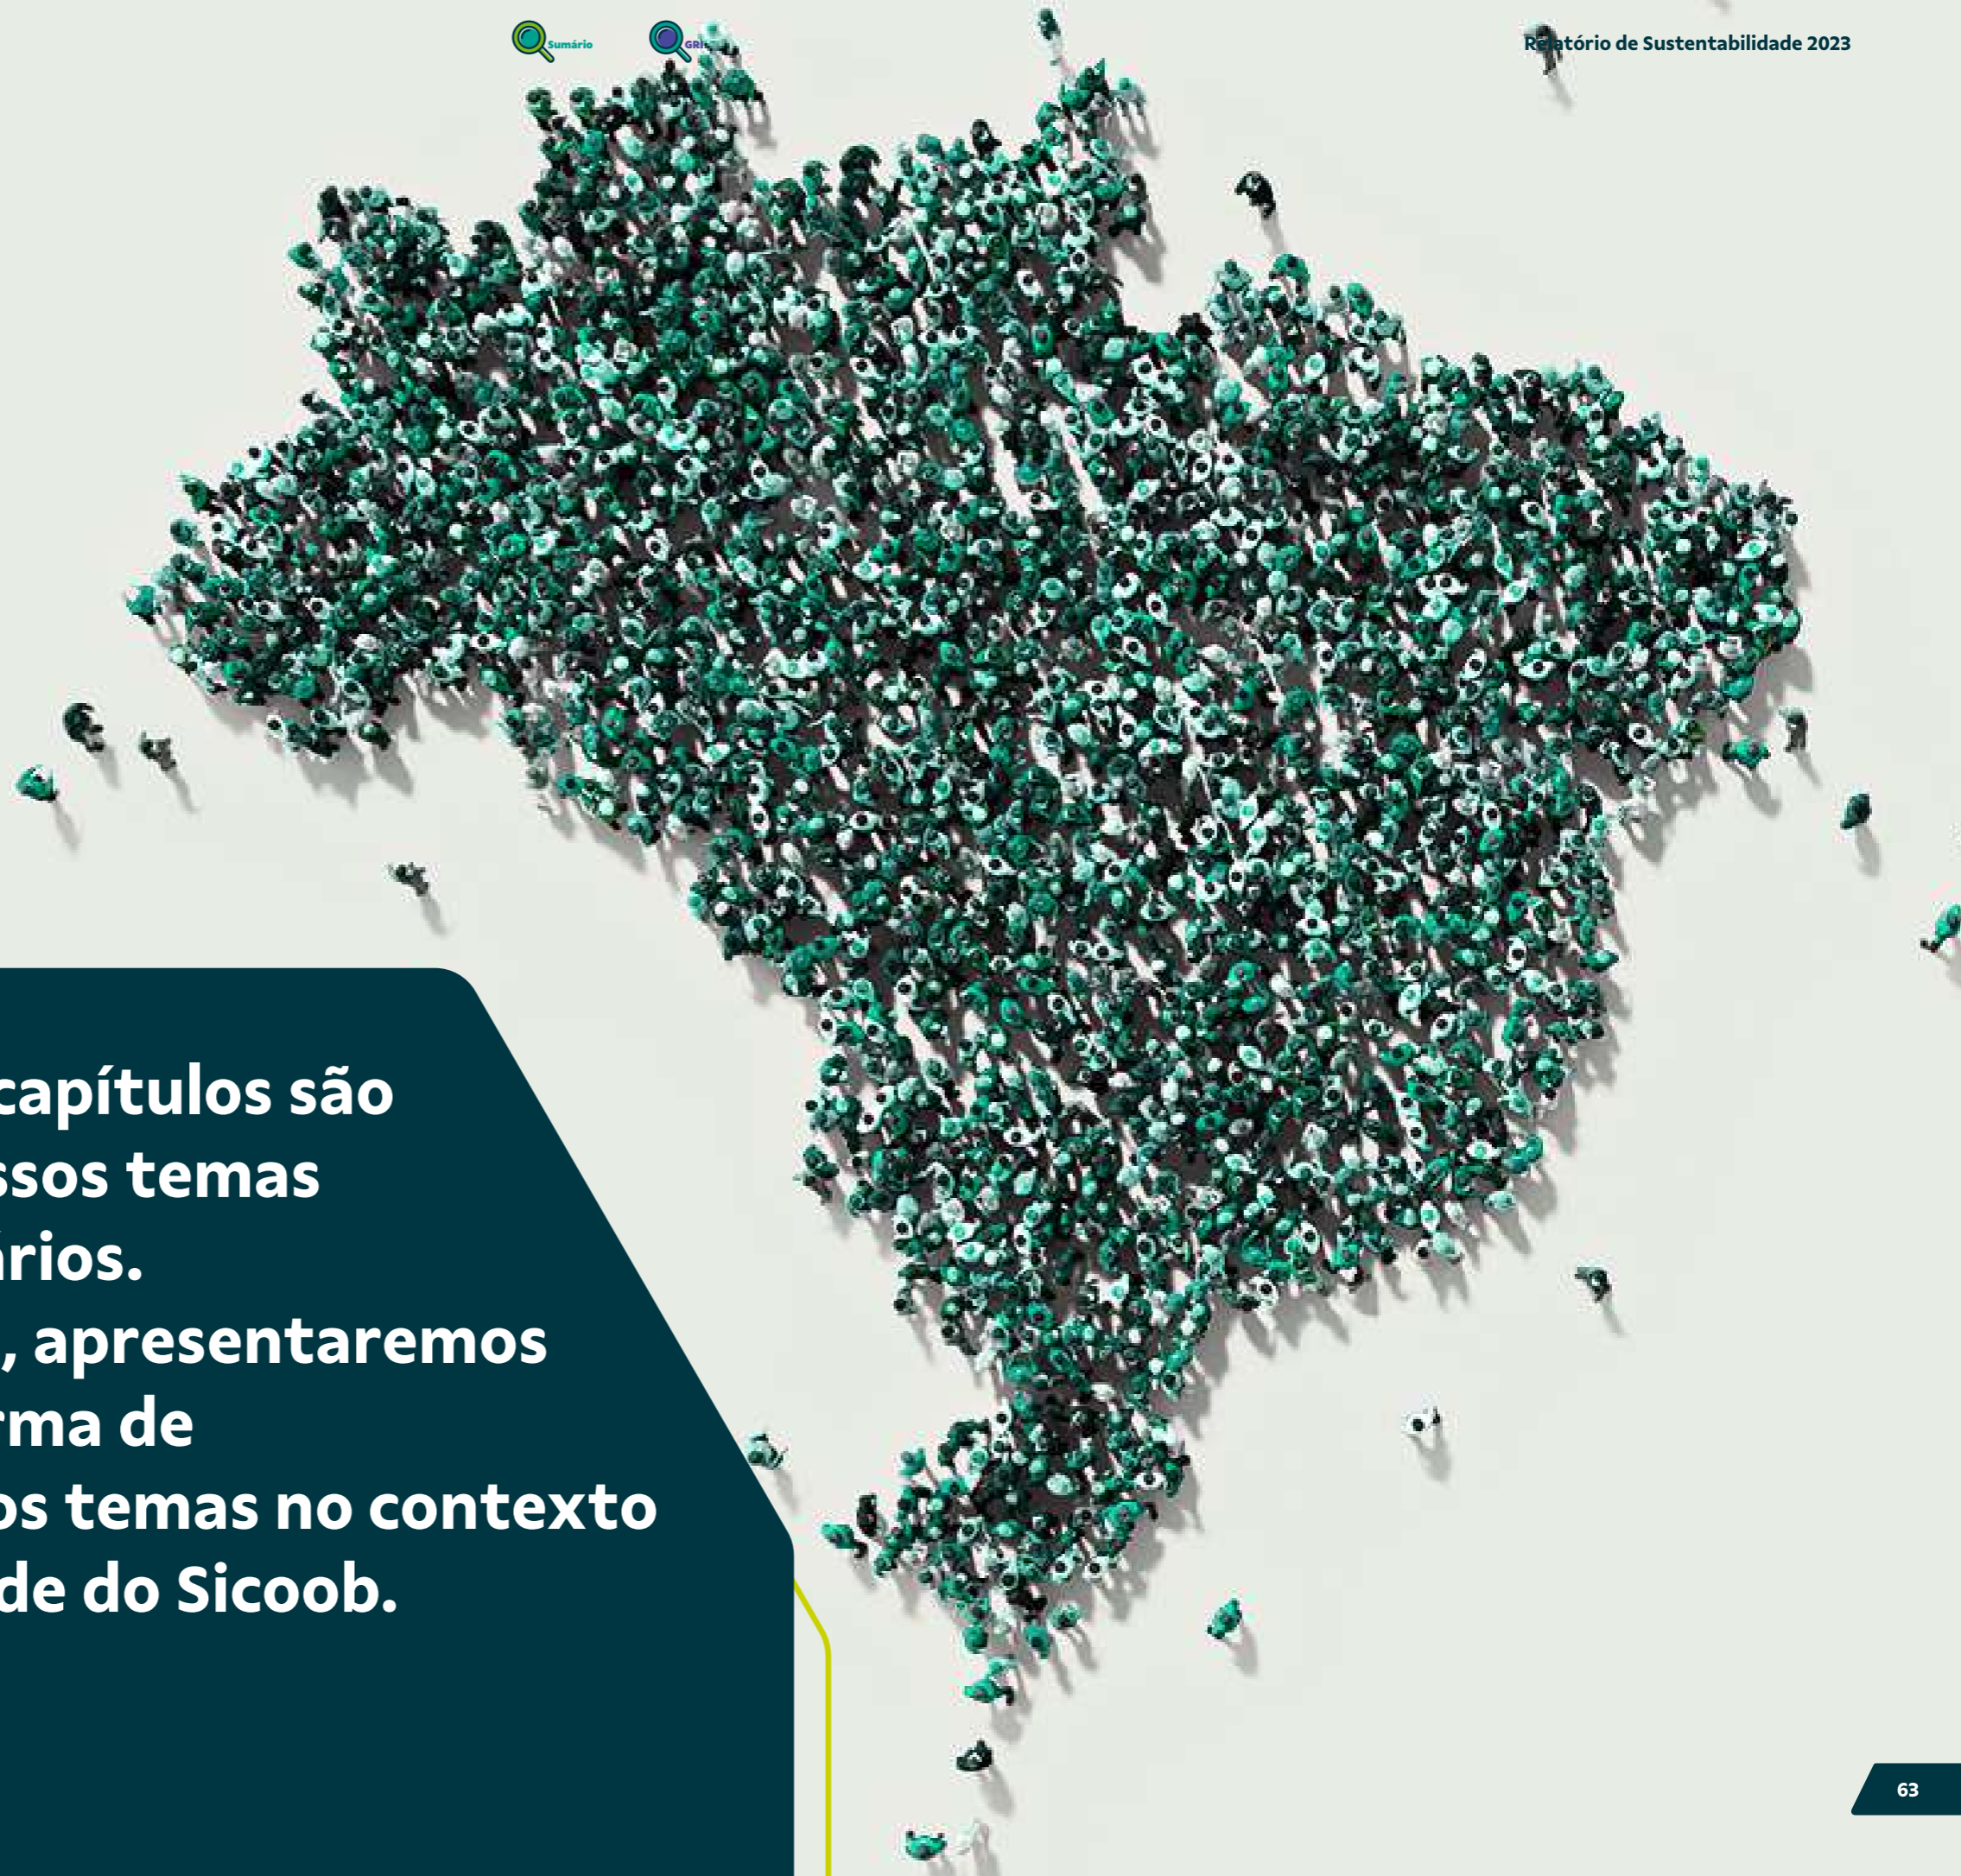 Sumário
GRI
Relatório de Sustentabilidade 2023
capítulos são
ssos temas
ários.
, apresentaremos
rma de
os temas no contexto
de do Sicoob.
63